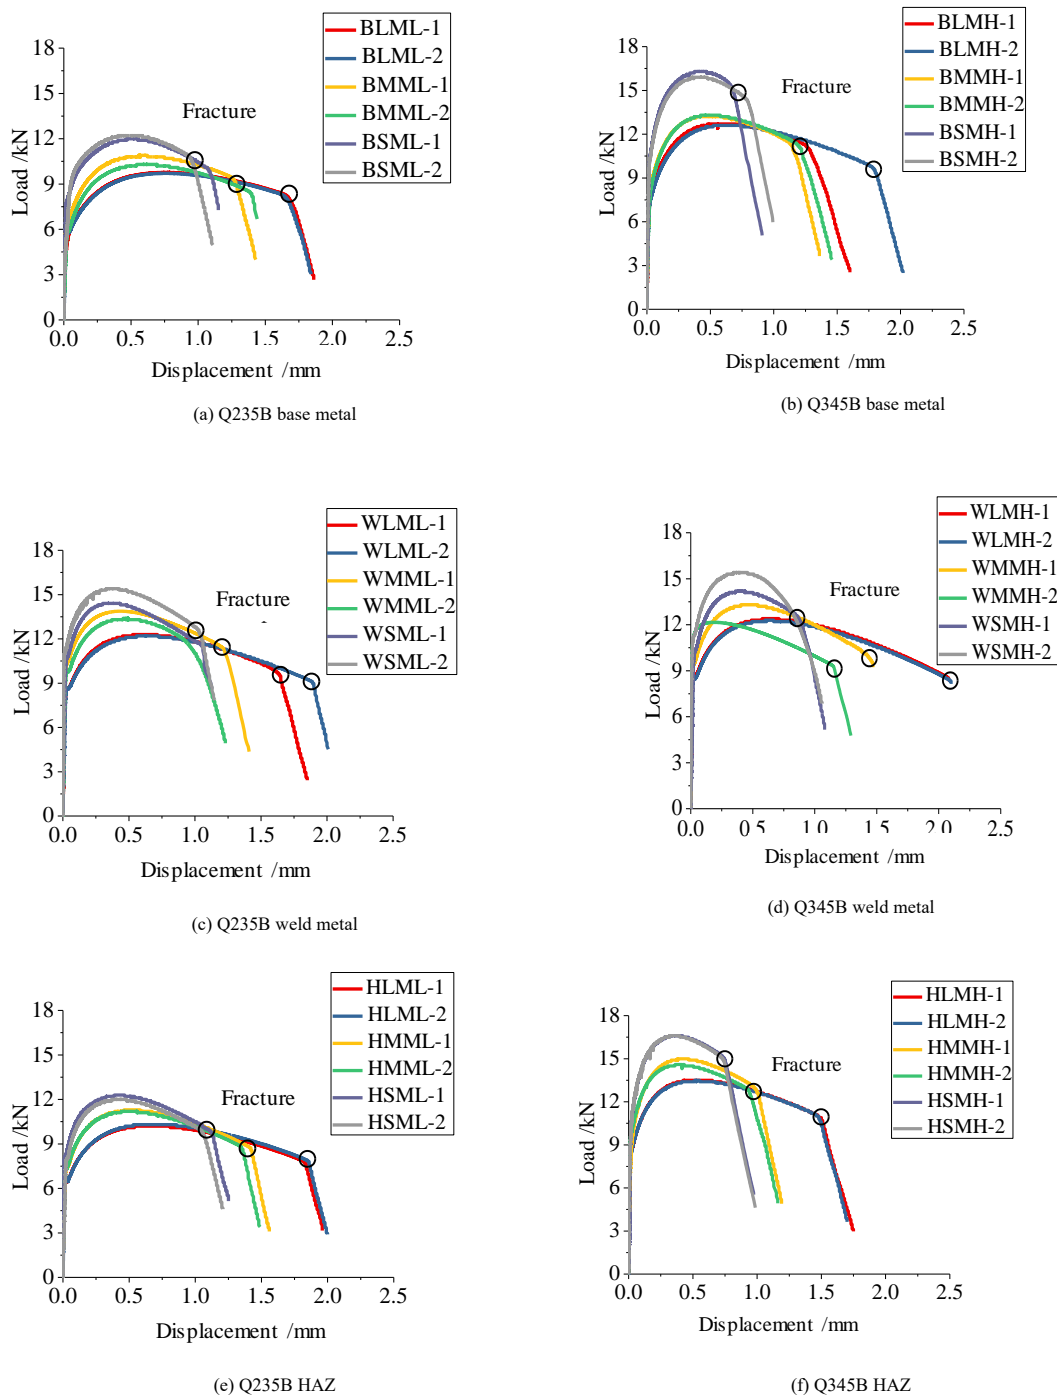 BLML-1
BLML-2
BMML-1
BMML-2
BSML-1
BSML-2
Fracture
Load /kN
18
15
12
9
6
3
0
0.0
0.5
1.0
1.5
2.0
2.5
Displacement /mm
(a) Q235B base metal
BLMH-1
BLMH-2
BMMH-1
BMMH-2
BSMH-1
BSMH-2
Fracture
Load /kN
18
15
12
9
6
3
0
0.0
0.5
1.0
1.5
2.0
2.5
Displacement /mm
(b) Q345B base metal
WLML-1
WLML-2
WMML-1
WMML-2
WSML-1
WSML-2
Fracture
Load /kN
18
15
12
9
6
3
0
0.0
0.5
1.0
1.5
2.0
2.5
Displacement /mm
(c) Q235B weld metal
WLMH-1
WLMH-2
WMMH-1
WMMH-2
WSMH-1
WSMH-2
Fracture
Load /kN
18
15
12
9
6
3
0
0.0
0.5
1.0
1.5
2.0
2.5
Displacement /mm
(d) Q345B weld metal
HLML-1
HLML-2
HMML-1
HMML-2
HSML-1
HSML-2
Fracture
Load /kN
18
15
12
9
6
3
0
0.0
0.5
1.0
1.5
2.0
2.5
Displacement /mm
(e) Q235B HAZ
HLMH-1
HLMH-2
HMMH-1
HMMH-2
HSMH-1
HSMH-2
Fracture
Load /kN
18
15
12
9
6
3
0
0.0
0.5
1.0
1.5
2.0
2.5
Displacement /mm
(f) Q345B HAZ